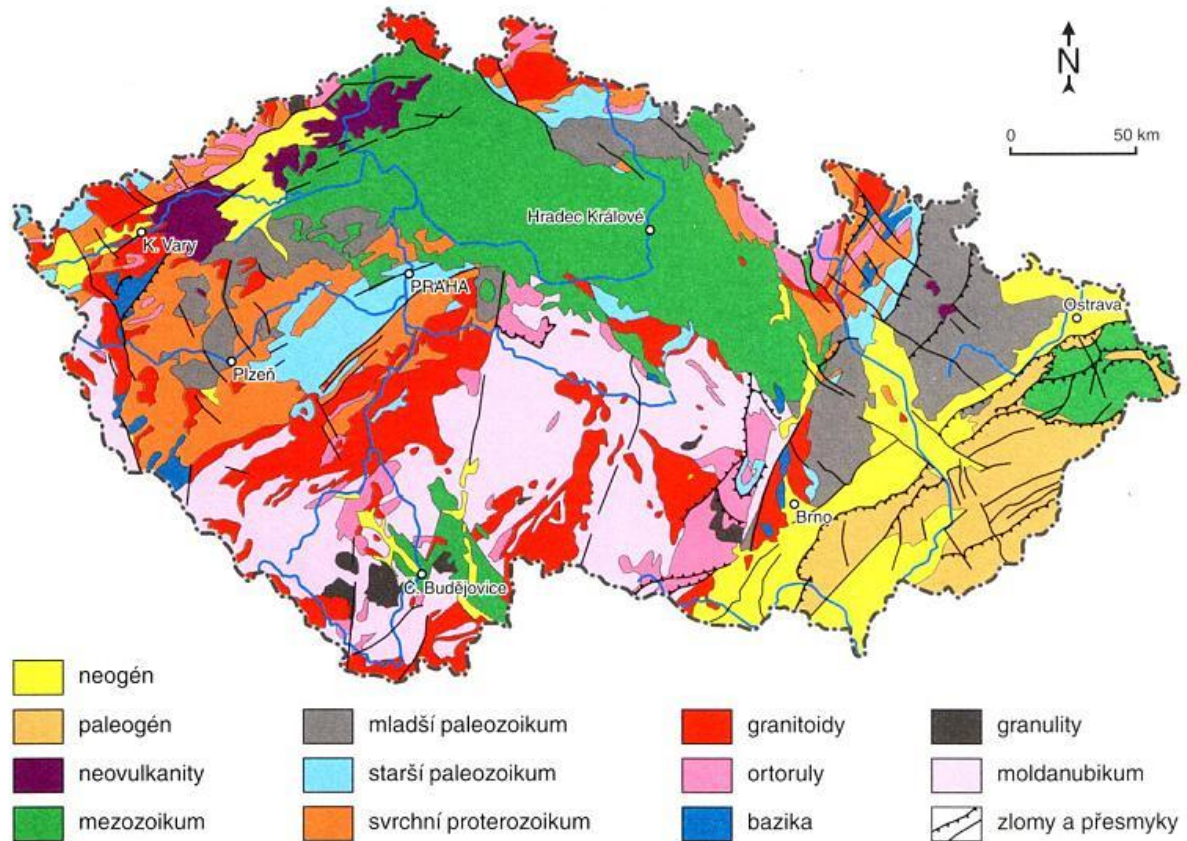 N
0 50 km
Hradec Králové
K. Vary
PRAHA
Ostrava
Plzeň
Brno
Č. Budějovice
neogén
paleogén
mladší paleozoikum
granitoidy
granulity
neovulkanity
starší paleozoikum
ortoruly
moldanubikum
mezozoikum
svrchní proterozoikum
bazika
zlomy a přesmyky